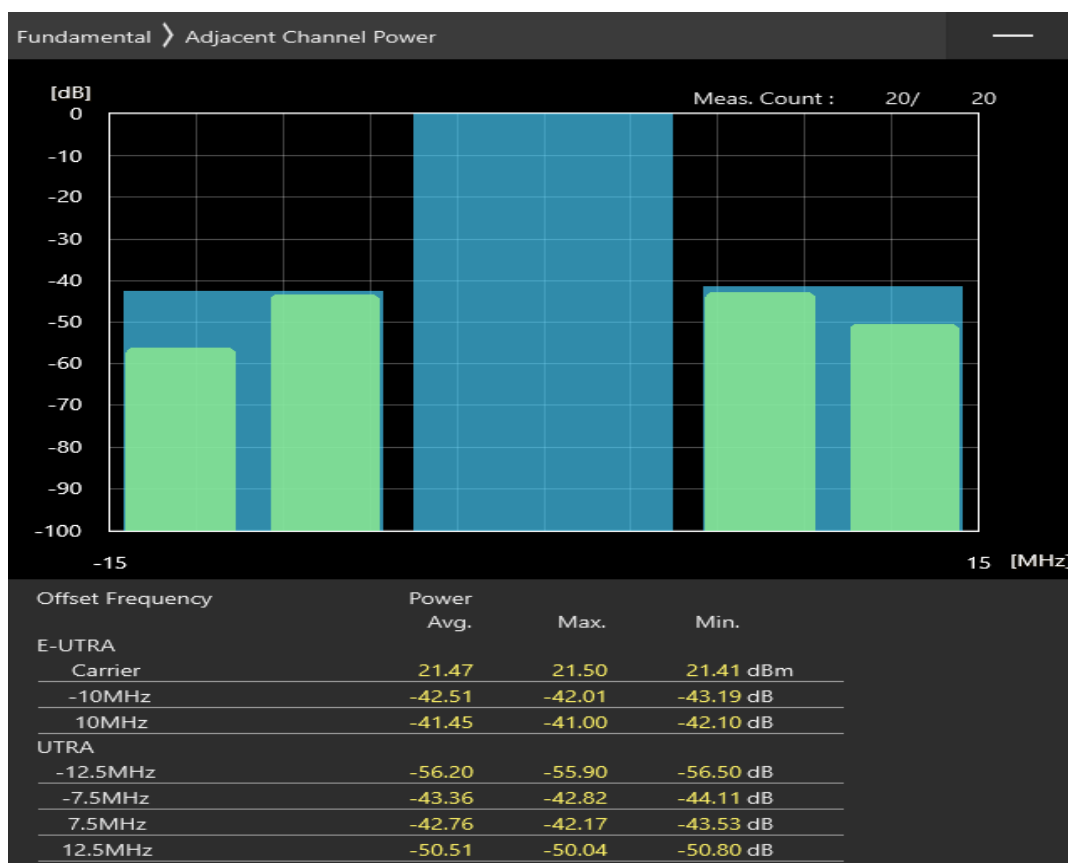 Fundamental ❯ Adjacent Channel Power
[dB]
Meas. Count : 20/ 20
0
-10
-20
-30
-40
-50
-60
-70
-80
-90
-100
-15 15 [MHz]
Offset Frequency Power
Avg. Max. Min.
E-UTRA
Carrier 21.47 21.50 21.41 dBm
-10MHz -42.51 -42.01 -43.19 dB
10MHz -41.45 -41.00 -42.10 dB
UTRA
-12.5MHz -56.20 -55.90 -56.50 dB
-7.5MHz -43.36 -42.82 -44.11 dB
7.5MHz -42.76 -42.17 -43.53 dB
12.5MHz -50.51 -50.04 -50.80 dB